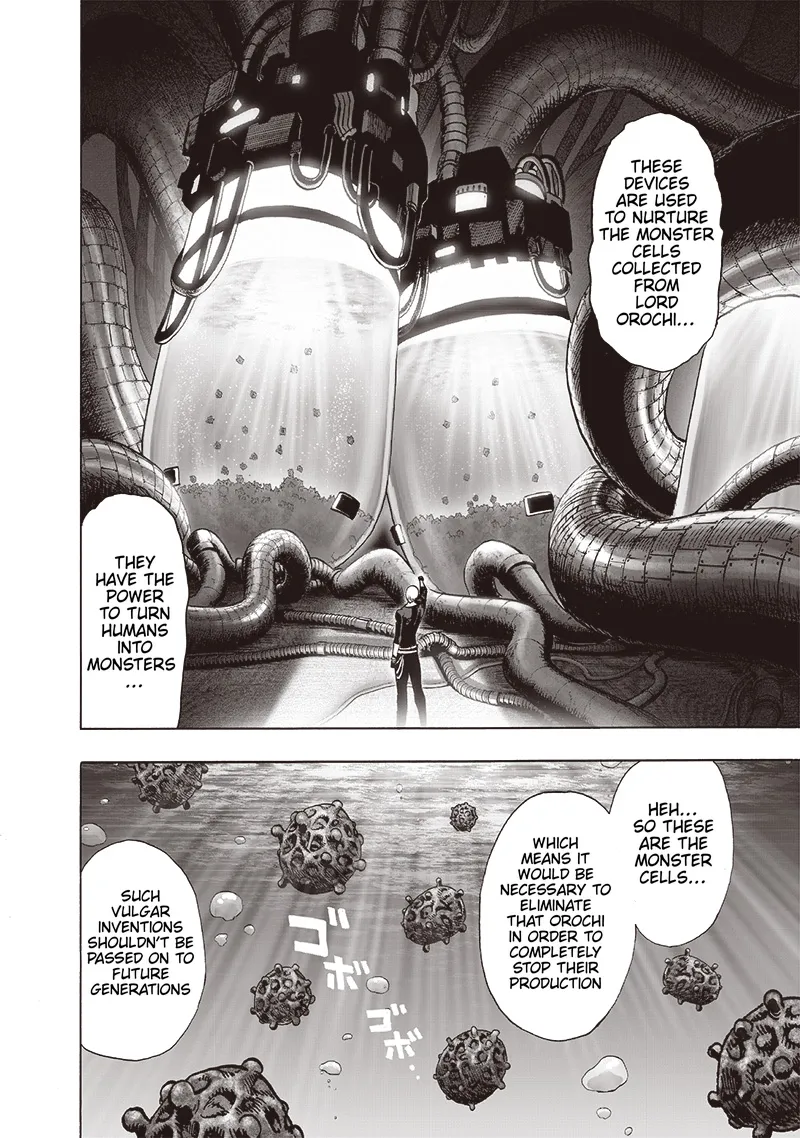 THESE
DEVICES
ARE USED
TO NURTURE
THE MONSTER
CELLS
COLLECTED
FROM
LORD
OROCHI...
THEY
HAVE THE
POWER
TO TURN
HUMANS
INTO
MONSTERS
...
HEH...
SO THESE
ARE THE
MONSTER
CELLS...
WHICH
MEANS IT
WOULD BE
NECESSARY TO
ELIMINATE
THAT OROCHI
IN ORDER TO
COMPLETELY
STOP THEIR
PRODUCTION
ゴボ
ゴボ...
SUCH
VULGAR
INVENTIONS
SHOULDN'T BE
PASSED ON TO
FUTURE
GENERATIONS